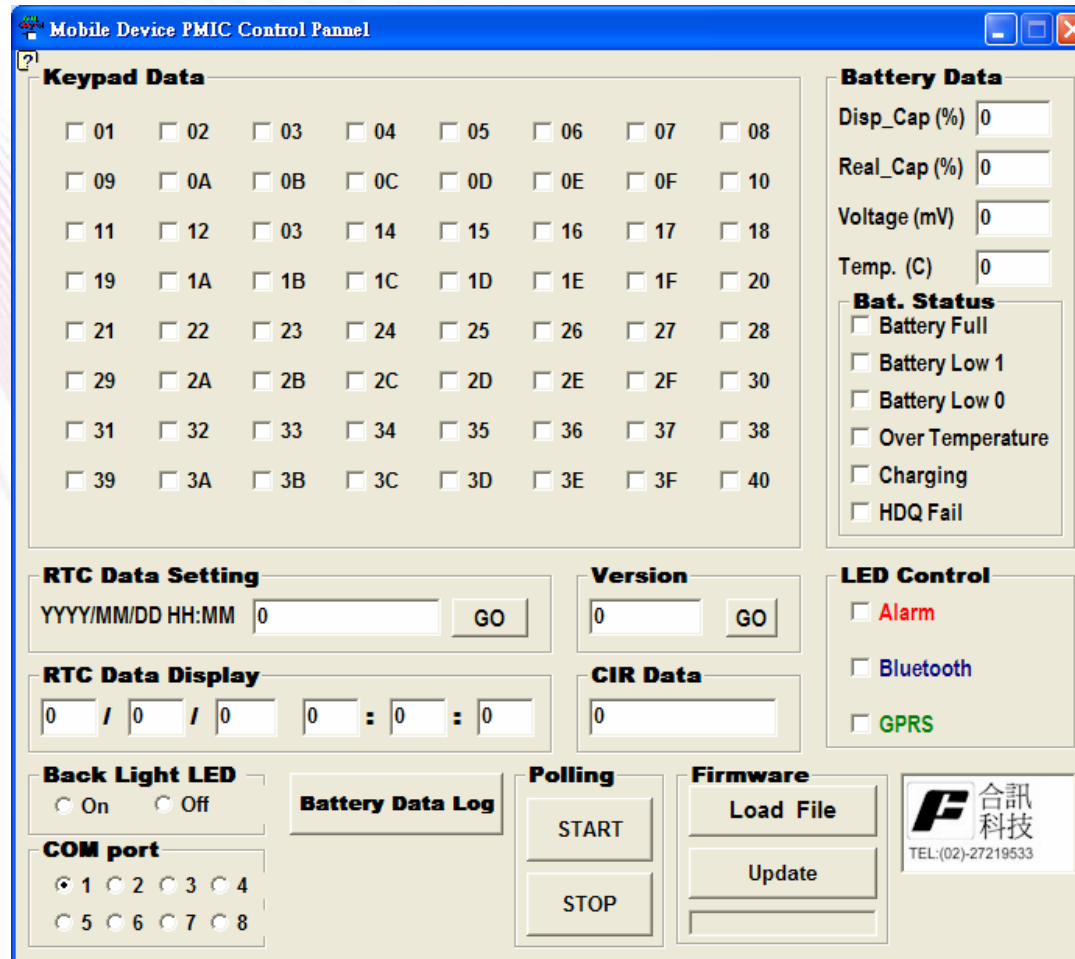 Mobile Device PMIC Control Pannel
?
Keypad Data
01 02 03 04 05 06 07 08
09 0A 0B 0C 0D 0E 0F 10
11 12 03 14 15 16 17 18
19 1A 1B 1C 1D 1E 1F 20
21 22 23 24 25 26 27 28
29 2A 2B 2C 2D 2E 2F 30
31 32 33 34 35 36 37 38
39 3A 3B 3C 3D 3E 3F 40
Battery Data
Disp_Cap (%) 0
Real_Cap (%) 0
Voltage (mV) 0
Temp. (C) 0
Bat. Status
Battery Full
Battery Low 1
Battery Low 0
Over Temperature
Charging
HDQ Fail
RTC Data Setting
YYYY/MM/DD HH:MM 0 GO
Version
0 GO
LED Control
Alarm
Bluetooth
GPRS
RTC Data Display
0 / 0 / 0 0 : 0 : 0
CIR Data
0
Back Light LED
On Off
Battery Data Log
Polling
START
STOP
Firmware
Load File
Update
COM port
1 2 3 4
5 6 7 8
合訊
科技
TEL:(02)-27219533